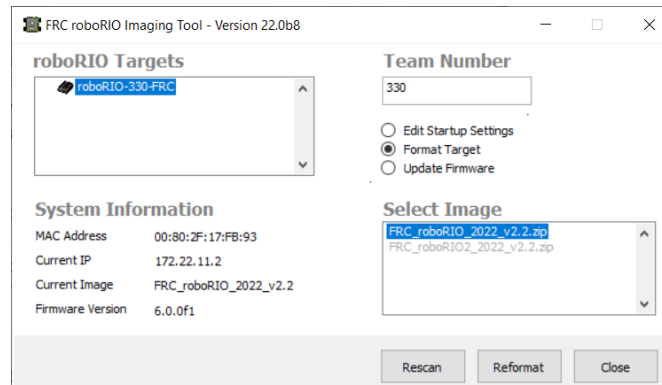 FRC roboRIO Imaging Tool - Version 22.0b8
roboRIO Targets
roboRIO-330-FRC
Team Number
330
Edit Startup Settings
Format Target
Update Firmware
System Information
MAC Address 00:80:2F:17:FB:93
Current IP 172.22.11.2
Current Image FRC_roboRIO_2022_v2.2
Firmware Version 6.0.0f1
Select Image
FRC_roboRIO_2022_v2.2.zip
FRC_roboRIO2_2022_v2.2.zip
Rescan Reformat Close